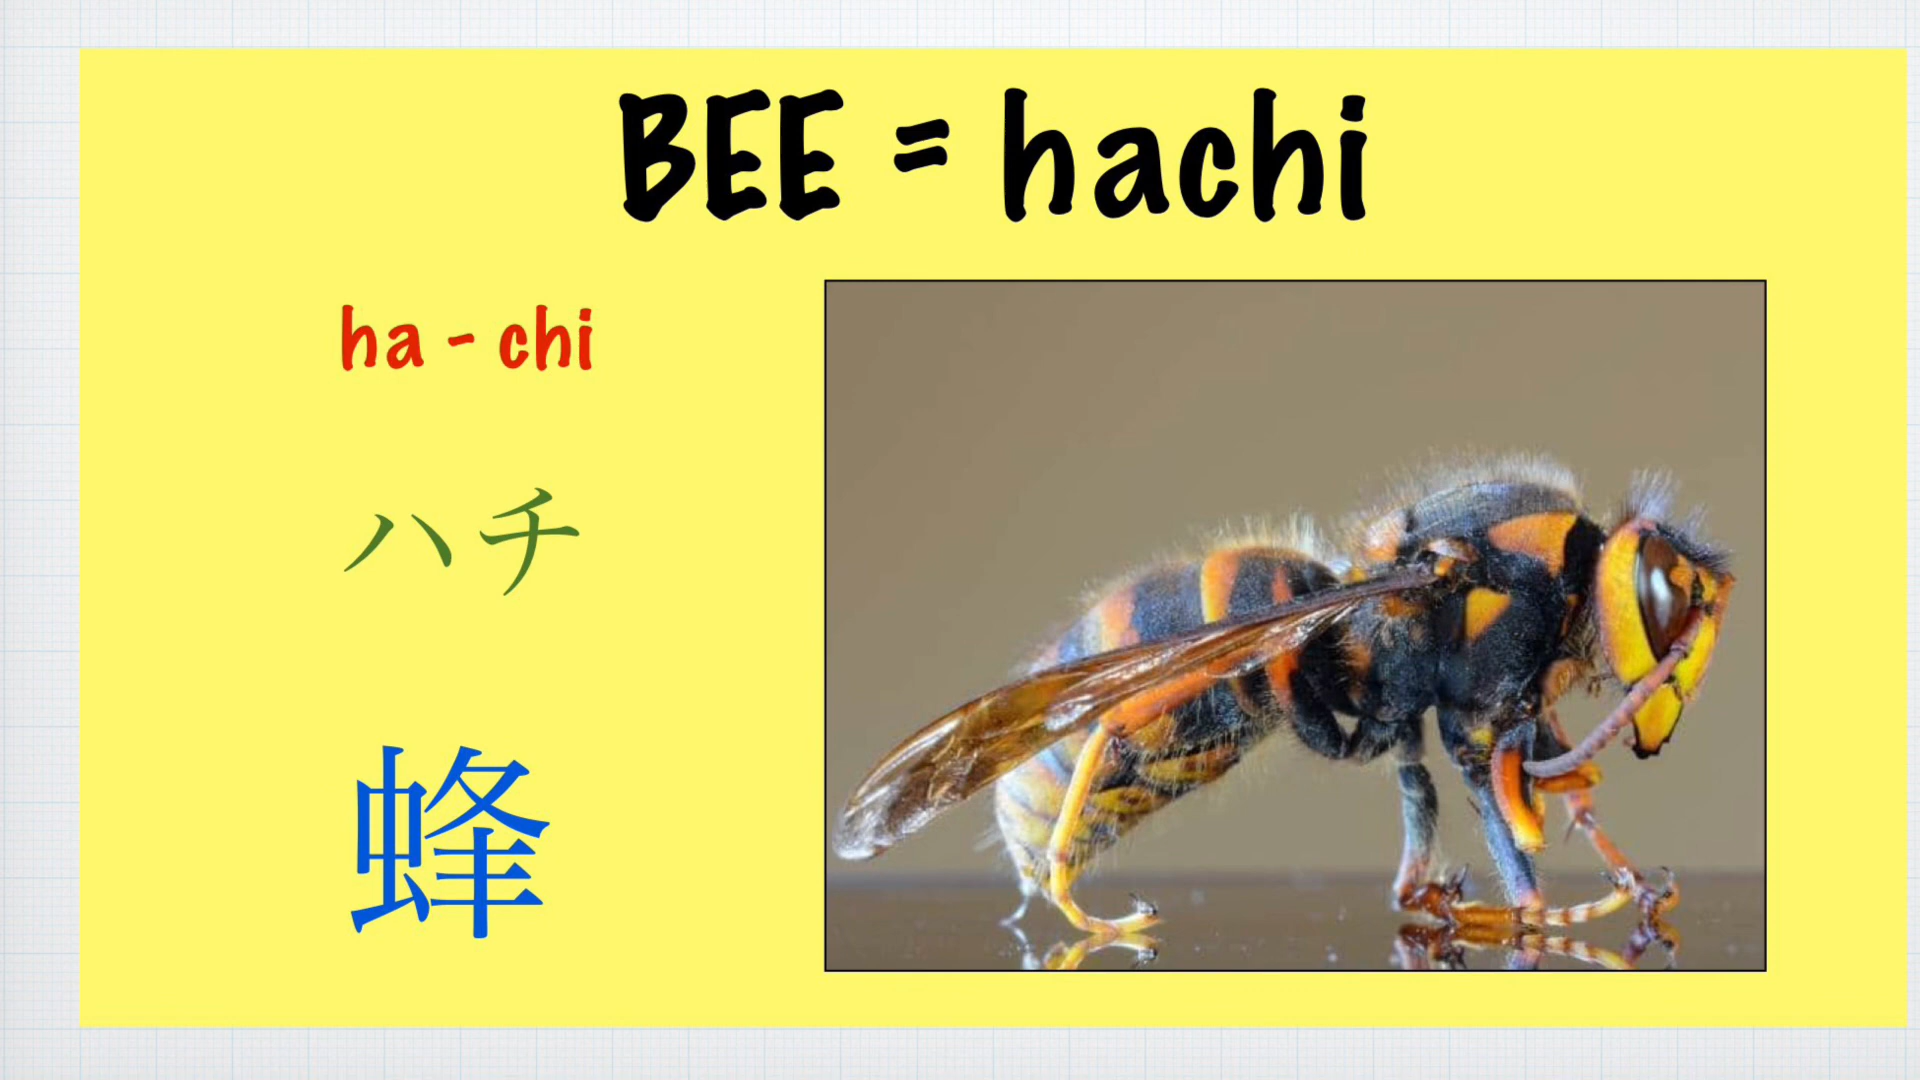 BEE = hachi
ha - chi
ハチ
蜂